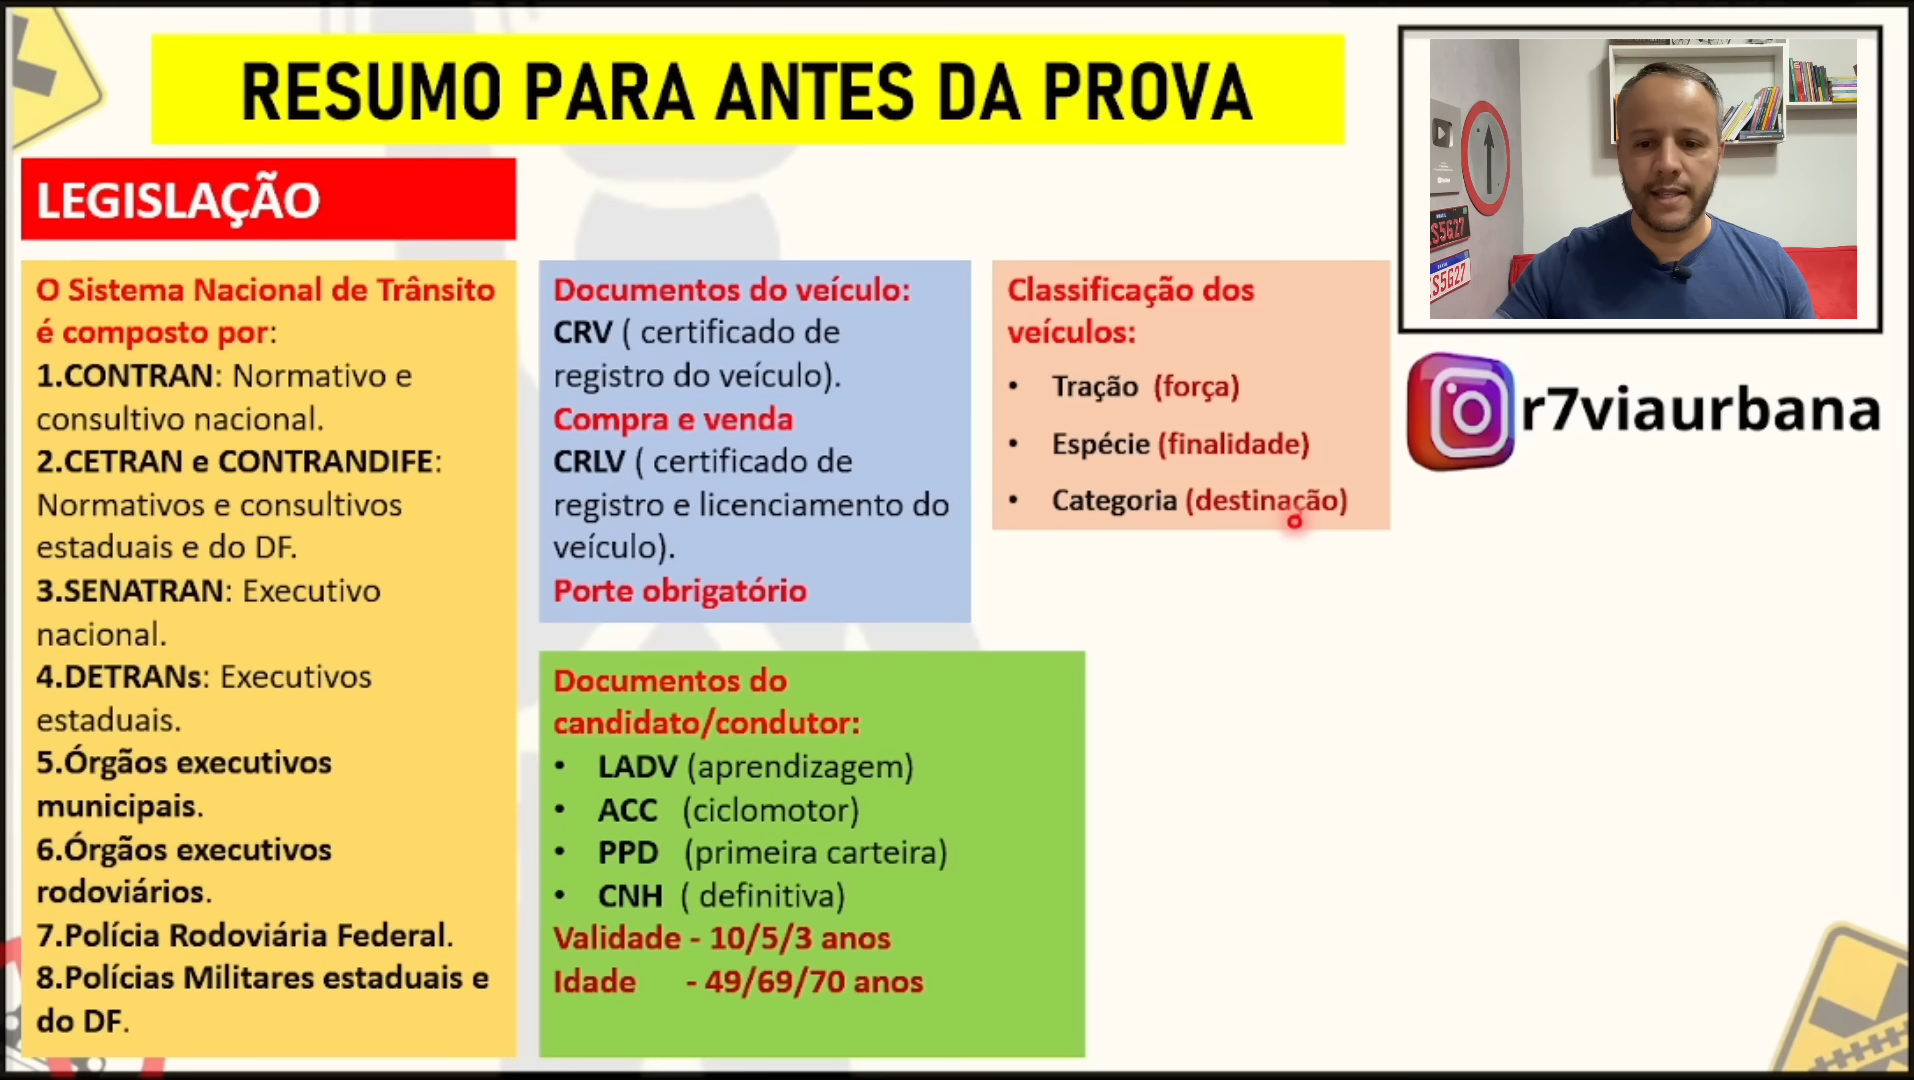 RESUMO PARA ANTES DA PROVA
LEGISLAÇÃO
O Sistema Nacional de Trânsito
é composto por:
1.CONTRAN: Normativo e
consultivo nacional.
2.CETRAN e CONTRANDIFE:
Normativos e consultivos
estaduais e do DF.
3.SENATRAN: Executivo
nacional.
4.DETRANs: Executivos
estaduais.
5.Órgãos executivos
municipais.
6.Órgãos executivos
rodoviários.
7.Polícia Rodoviária Federal.
8.Polícias Militares estaduais e
do DF.
Documentos do veículo:
CRV ( certificado de
registro do veículo).
Compra e venda
CRLV ( certificado de
registro e licenciamento do
veículo).
Porte obrigatório
Documentos do
candidato/condutor:
• LADV (aprendizagem)
• ACC (ciclomotor)
• PPD (primeira carteira)
• CNH ( definitiva)
Validade - 10/5/3 anos
Idade - 49/69/70 anos
Classificação dos
veículos:
• Tração (força)
• Espécie (finalidade)
• Categoria (destinação)
S5G27
S5G27
r7viaurbana